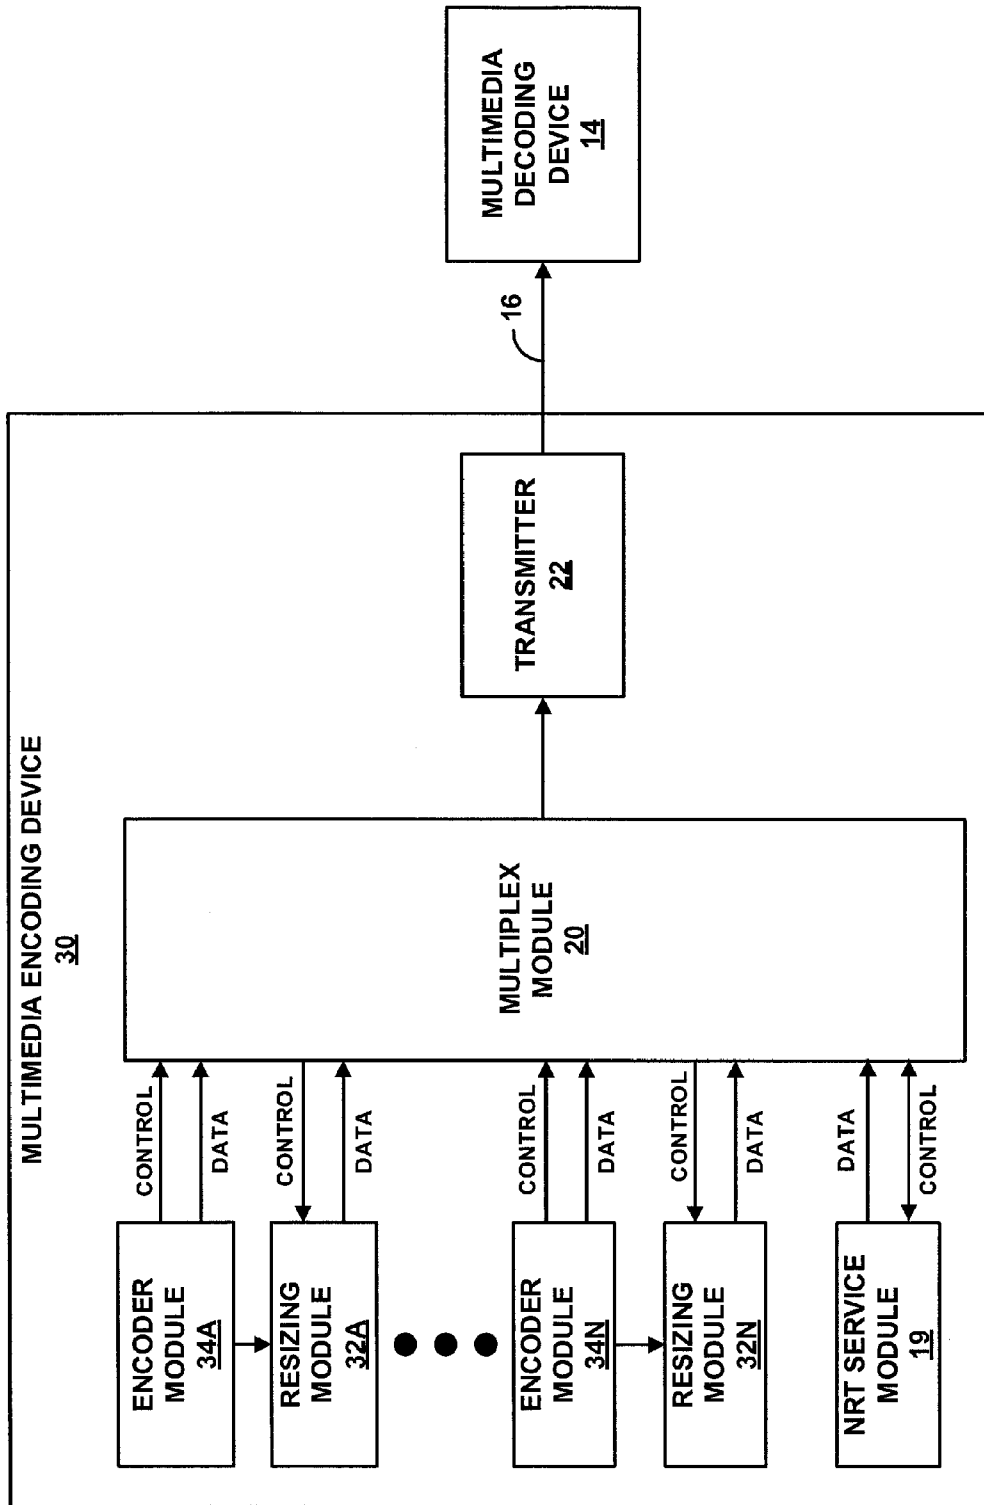 MULTIMEDIA ENCODING DEVICE
30
ENCODER
MODULE
34A
CONTROL
DATA
RESIZING
MODULE
32A
CONTROL
DATA
ENCODER
MODULE
34N
CONTROL
DATA
RESIZING
MODULE
32N
CONTROL
DATA
NRT SERVICE
MODULE
19
DATA
CONTROL
MULTIPLEX
MODULE
20
TRANSMITTER
22
16
MULTIMEDIA
DECODING
DEVICE
14